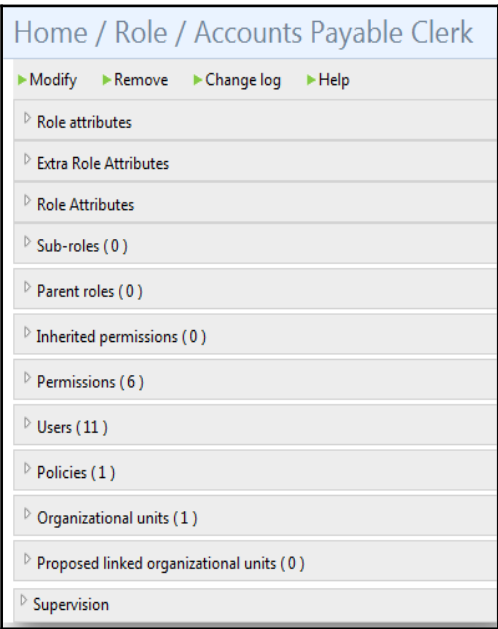 Home / Role / Accounts Payable Clerk
Modify Remove Change log Help
Role attributes
Extra Role Attributes
Role Attributes
Sub-roles ( 0 )
Parent roles ( 0 )
Inherited permissions ( 0 )
Permissions ( 6 )
Users ( 11 )
Policies ( 1 )
Organizational units ( 1 )
Proposed linked organizational units ( 0 )
Supervision